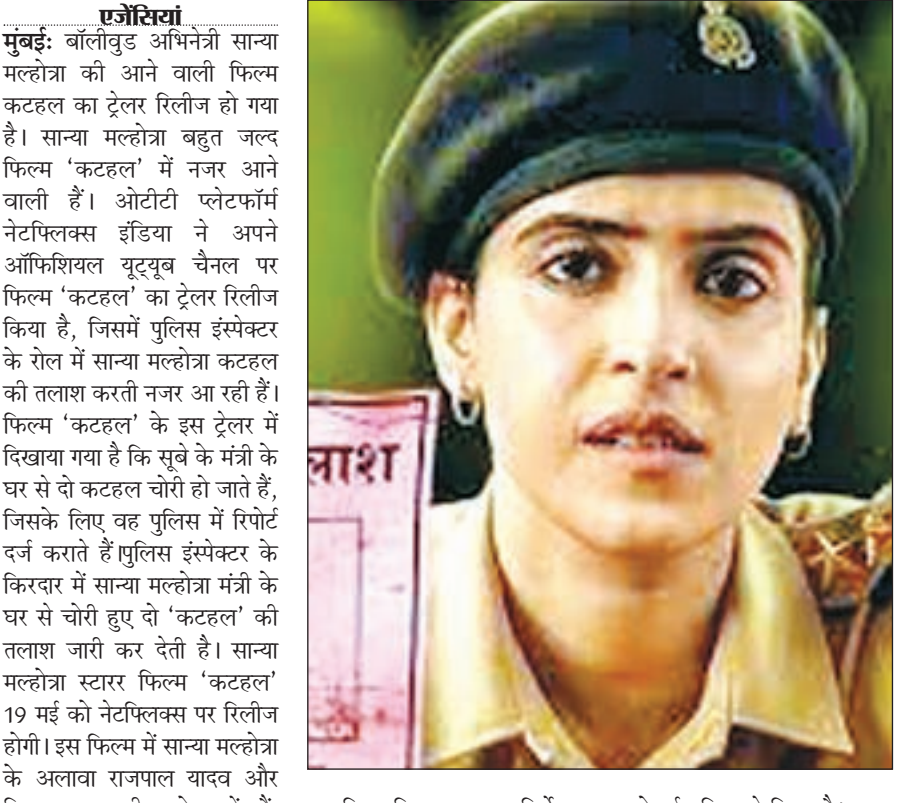 एजेंसियां
मुंबई: बॉलीवुड अभिनेत्री सान्या
मल्होत्रा की आने वाली फिल्म
कटहल का ट्रेलर रिलीज हो गया
है। सान्या मल्होत्रा बहुत जल्द
फिल्म ‘कटहल’ में नजर आने
वाली हैं। ओटीटी प्लेटफॉर्म
नेटफ्लिक्स इंडिया ने अपने
ऑफिशियल यूट्यूब चैनल पर
फिल्म ‘कटहल’ का ट्रेलर रिलीज
किया है, जिसमें पुलिस इंस्पेक्टर
के रोल में सान्या मल्होत्रा कटहल
की तलाश करती नजर आ रही हैं।
फिल्म ‘कटहल’ के इस ट्रेलर में
दिखाया गया है कि सूबे के मंत्री के
घर से दो कटहल चोरी हो जाते हैं,
जिसके लिए वह पुलिस में रिपोर्ट
दर्ज कराते हैं।पुलिस इंस्पेक्टर के
किरदार में सान्या मल्होत्रा मंत्री के
घर से चोरी हुए दो ‘कटहल’ की
तलाश जारी कर देती है। सान्या
मल्होत्रा स्टारर फिल्म ‘कटहल’
19 मई को नेटफ्लिक्स पर रिलीज
होगी। इस फिल्म में सान्या मल्होत्रा
के अलावा राजपाल यादव और
लाश